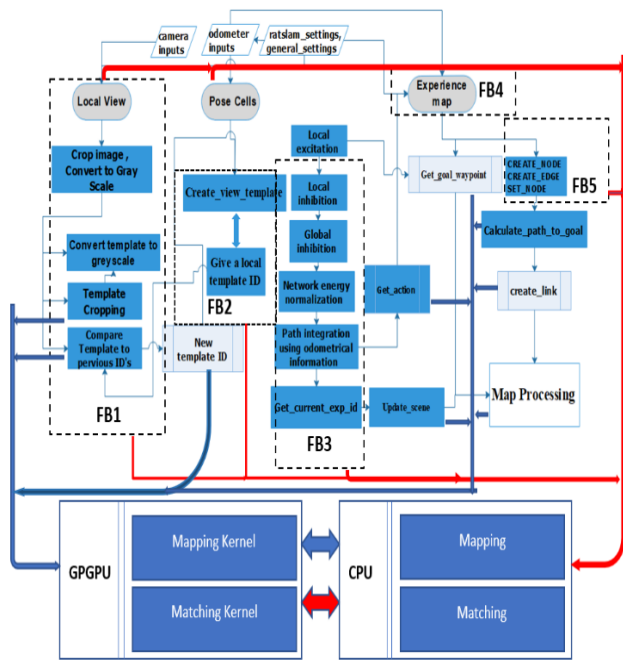 camera
inputs
odometer
inputs
ratslam_settings,
general_settings
Local View
Pose Cells
Experience
map
FB4
Crop image ,
Convert to Gray
Scale
Local
excitation
Get_goal_waypoint
CREATE_NODE
CREATE_EDGE
SET_NODE
FB5
Create_view_template
Local
inhibition
Calculate_path_to_goal
Convert template to
greyscale
Give a local
template ID
Global
inhibition
FB2
Template
Cropping
Network energy
normalization
Get_action
create_link
Compare
Template to
pervious ID's
New
template ID
Path integration
using odometrical
information
Map Processing
FB1
Get_current_exp_id
Update_scene
FB3
GPGPU
Mapping Kernel
Matching Kernel
CPU
Mapping
Matching